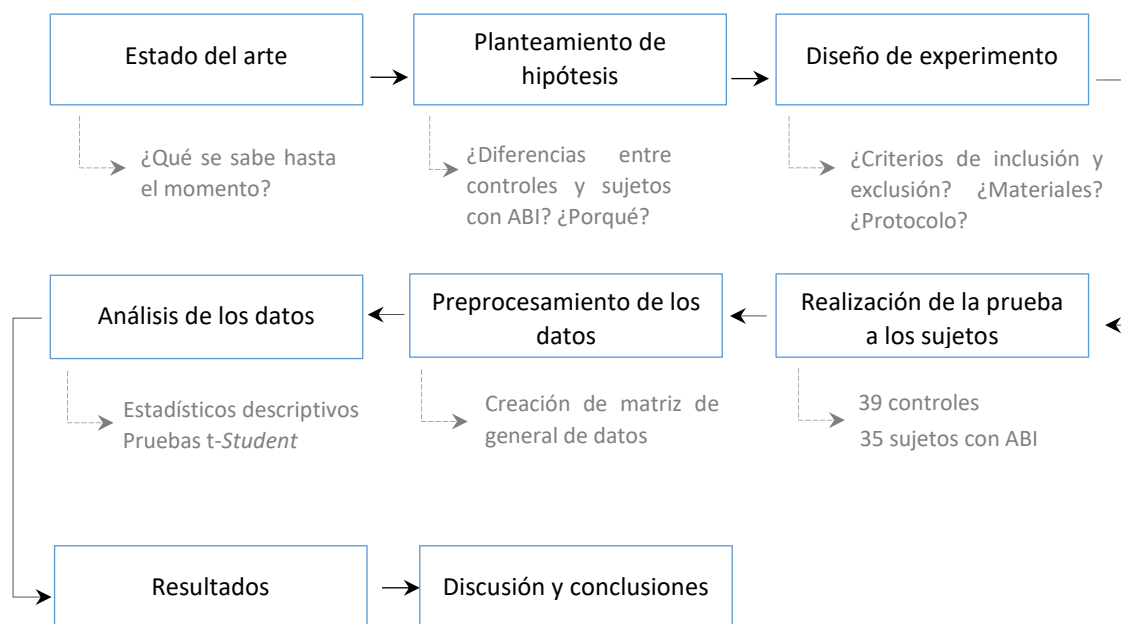 Estado del arte
Planteamiento de
hipótesis
Diseño de experimento
¿Qué se sabe hasta
el momento?
¿Diferencias entre
controles y sujetos
con ABI? ¿Porqué?
¿Criterios de inclusión y
exclusión? ¿Materiales?
¿Protocolo?
Análisis de los datos
Preprocesamiento de los
datos
Realización de la prueba
a los sujetos
Estadísticos descriptivos
Pruebas t-Student
Creación de matriz de
general de datos
39 controles
35 sujetos con ABI
Resultados
Discusión y conclusiones